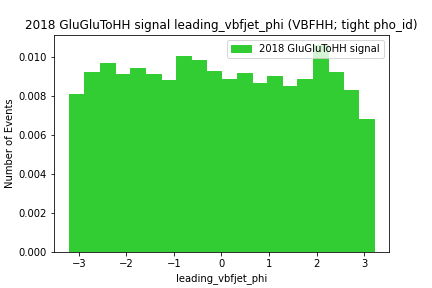 2018 GluGluToHH signal leading_vbfjet_phi (VBFHH; tight pho_id)
2018 GluGluToHH signal
Number of Events
0.010
0.008
0.006
0.004
0.002
0.000
−3 −2 −1 0 1 2 3
leading_vbfjet_phi